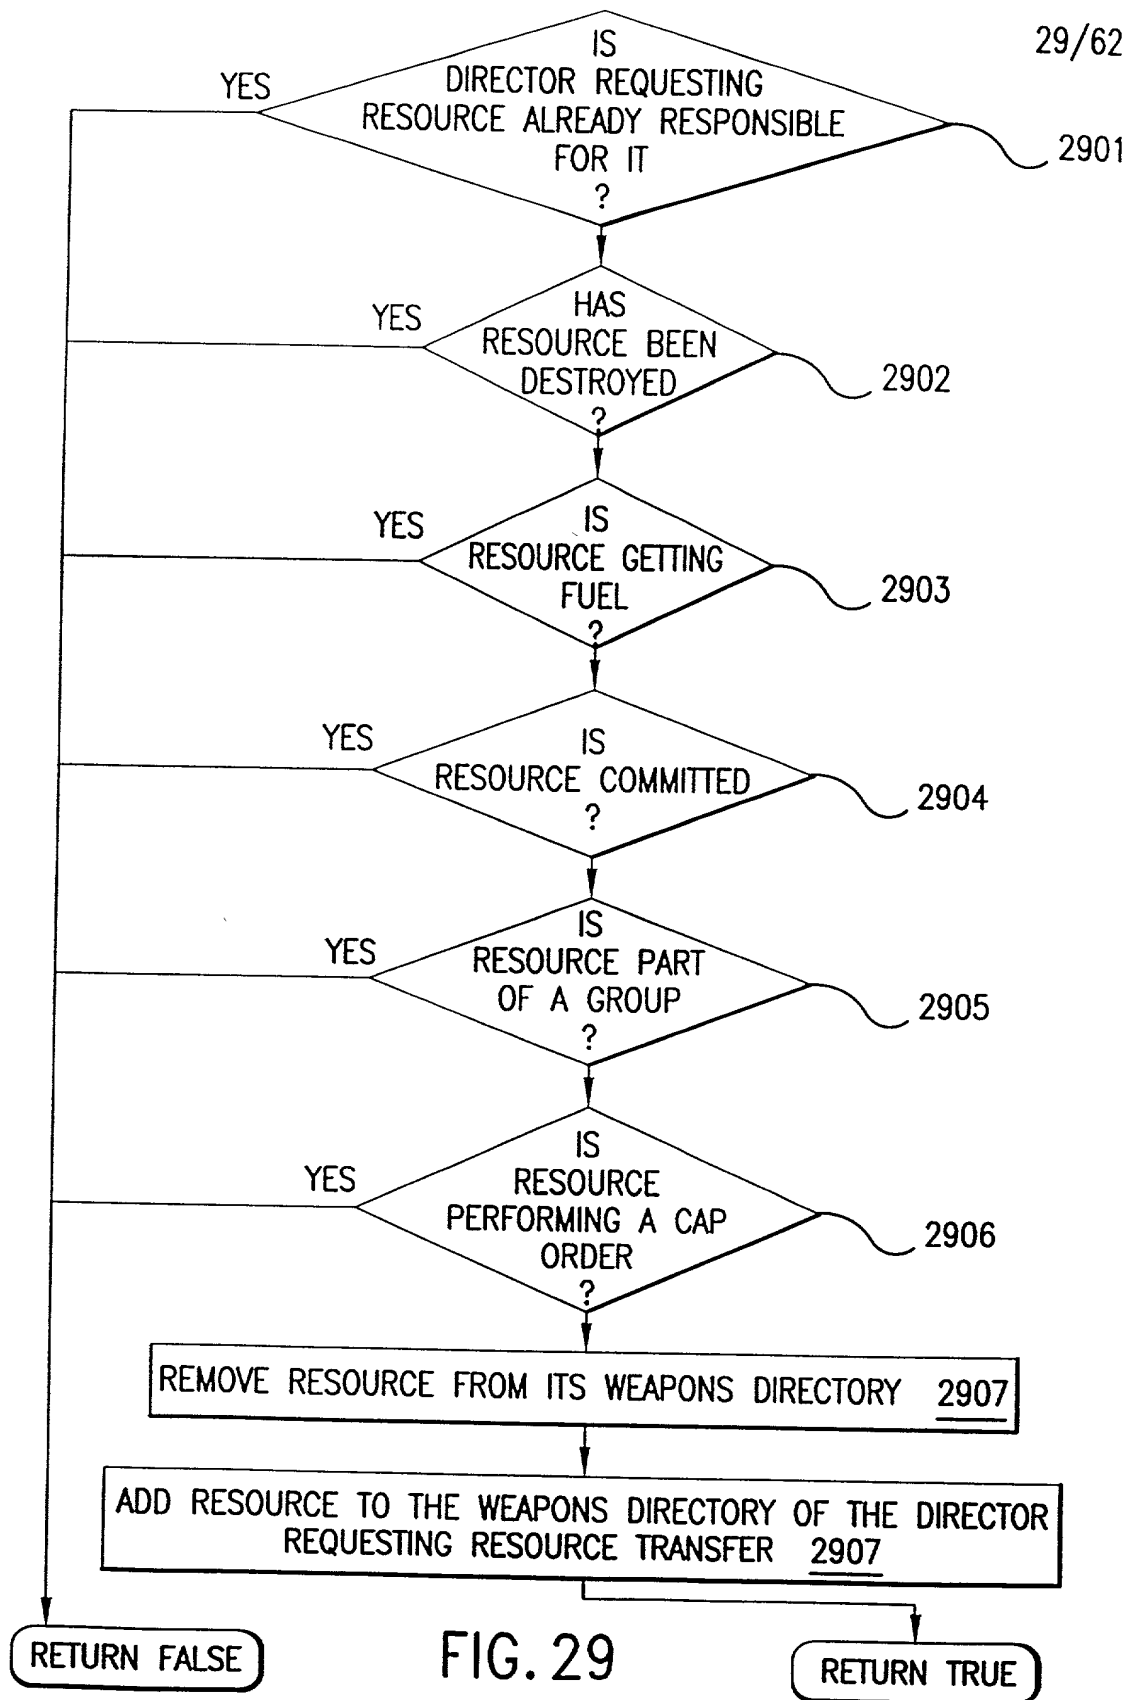 29/62
IS
DIRECTOR REQUESTING
RESOURCE ALREADY RESPONSIBLE
FOR IT
?
YES
2901
HAS
RESOURCE BEEN
DESTROYED
?
YES
2902
IS
RESOURCE GETTING
FUEL
?
YES
2903
IS
RESOURCE COMMITTED
?
YES
2904
IS
RESOURCE PART
OF A GROUP
?
YES
2905
IS
RESOURCE
PERFORMING A CAP
ORDER
?
YES
2906
REMOVE RESOURCE FROM ITS WEAPONS DIRECTORY 2907
ADD RESOURCE TO THE WEAPONS DIRECTORY OF THE DIRECTOR
REQUESTING RESOURCE TRANSFER 2907
RETURN FALSE
FIG. 29
RETURN TRUE